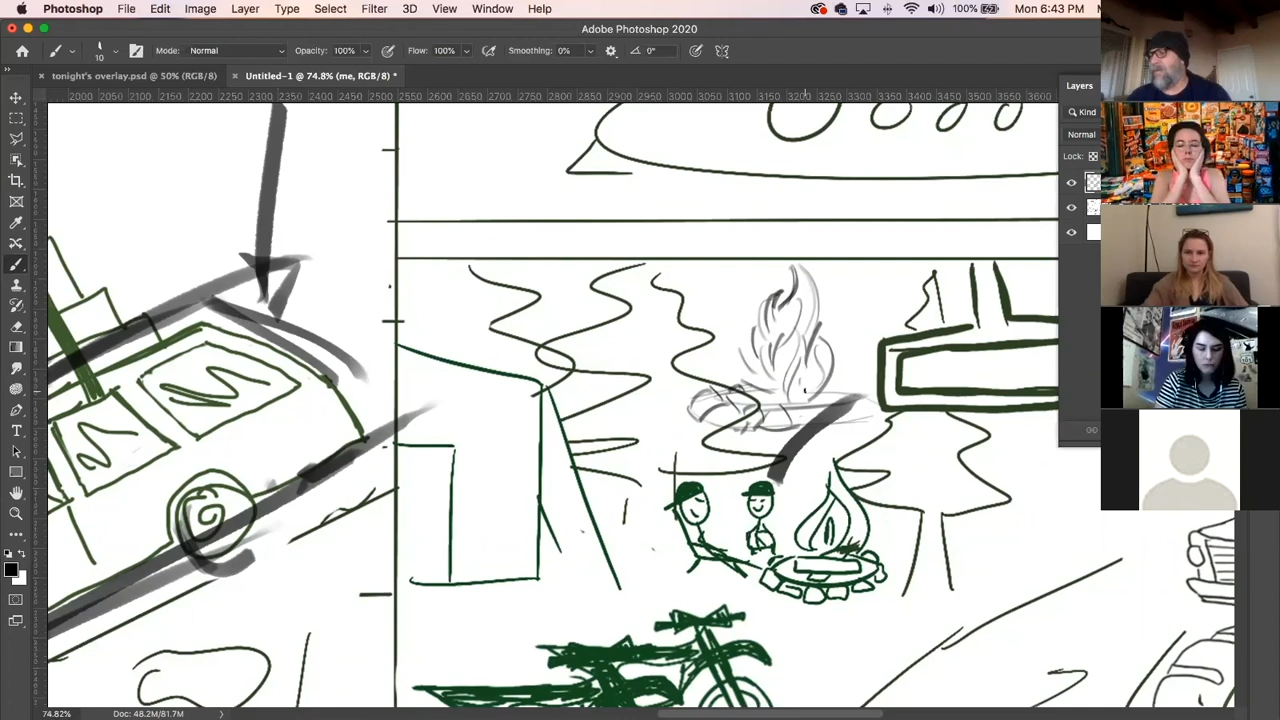 Photoshop File Edit Image Layer Type Select Filter 3D View Window Help 100% Mon 6:43 PM
Adobe Photoshop 2020
10 Mode: Normal Opacity: 100% Flow: 100% Smoothing: 0% 0°
tonight's overlay.psd @ 50% (RGB/8) Untitled-1 @ 74.8% (me, RGB/8) *
2000 2050 2100 2150 2200 2250 2300 2350 2400 2450 2500 2550 2600 2650 2700 2750 2800 2850 2900 2950 3000 3050 3100 3150 3200 3250 3300 3350 3400 3450 3500 3550 3600
Layers
Kind
Normal
Lock:
74.82% Doc: 48.2M/81.7M